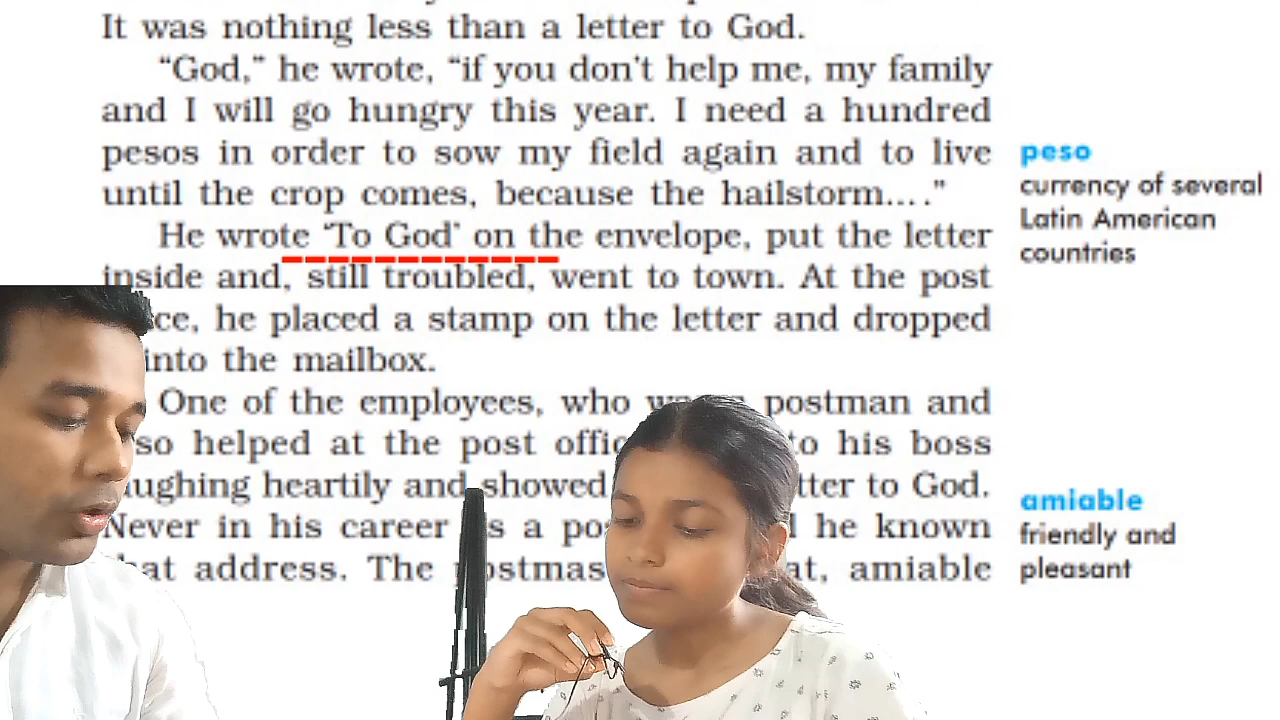 It was nothing less than a letter to God.
“God,” he wrote, “if you don't help me, my family
and I will go hungry this year. I need a hundred
pesos in order to sow my field again and to live
until the crop comes, because the hailstorm....”
He wrote ‘To God’ on the envelope, put the letter
inside and, still troubled, went to town. At the post
he placed a stamp on the letter and dropped
into the mailbox.
One of the employees, who postman and
helped at the post to his boss
heartily and showed to God.
Never in his career a he known
address. The amiable
peso
currency of several
Latin American
countries
amiable
friendly and
pleasant